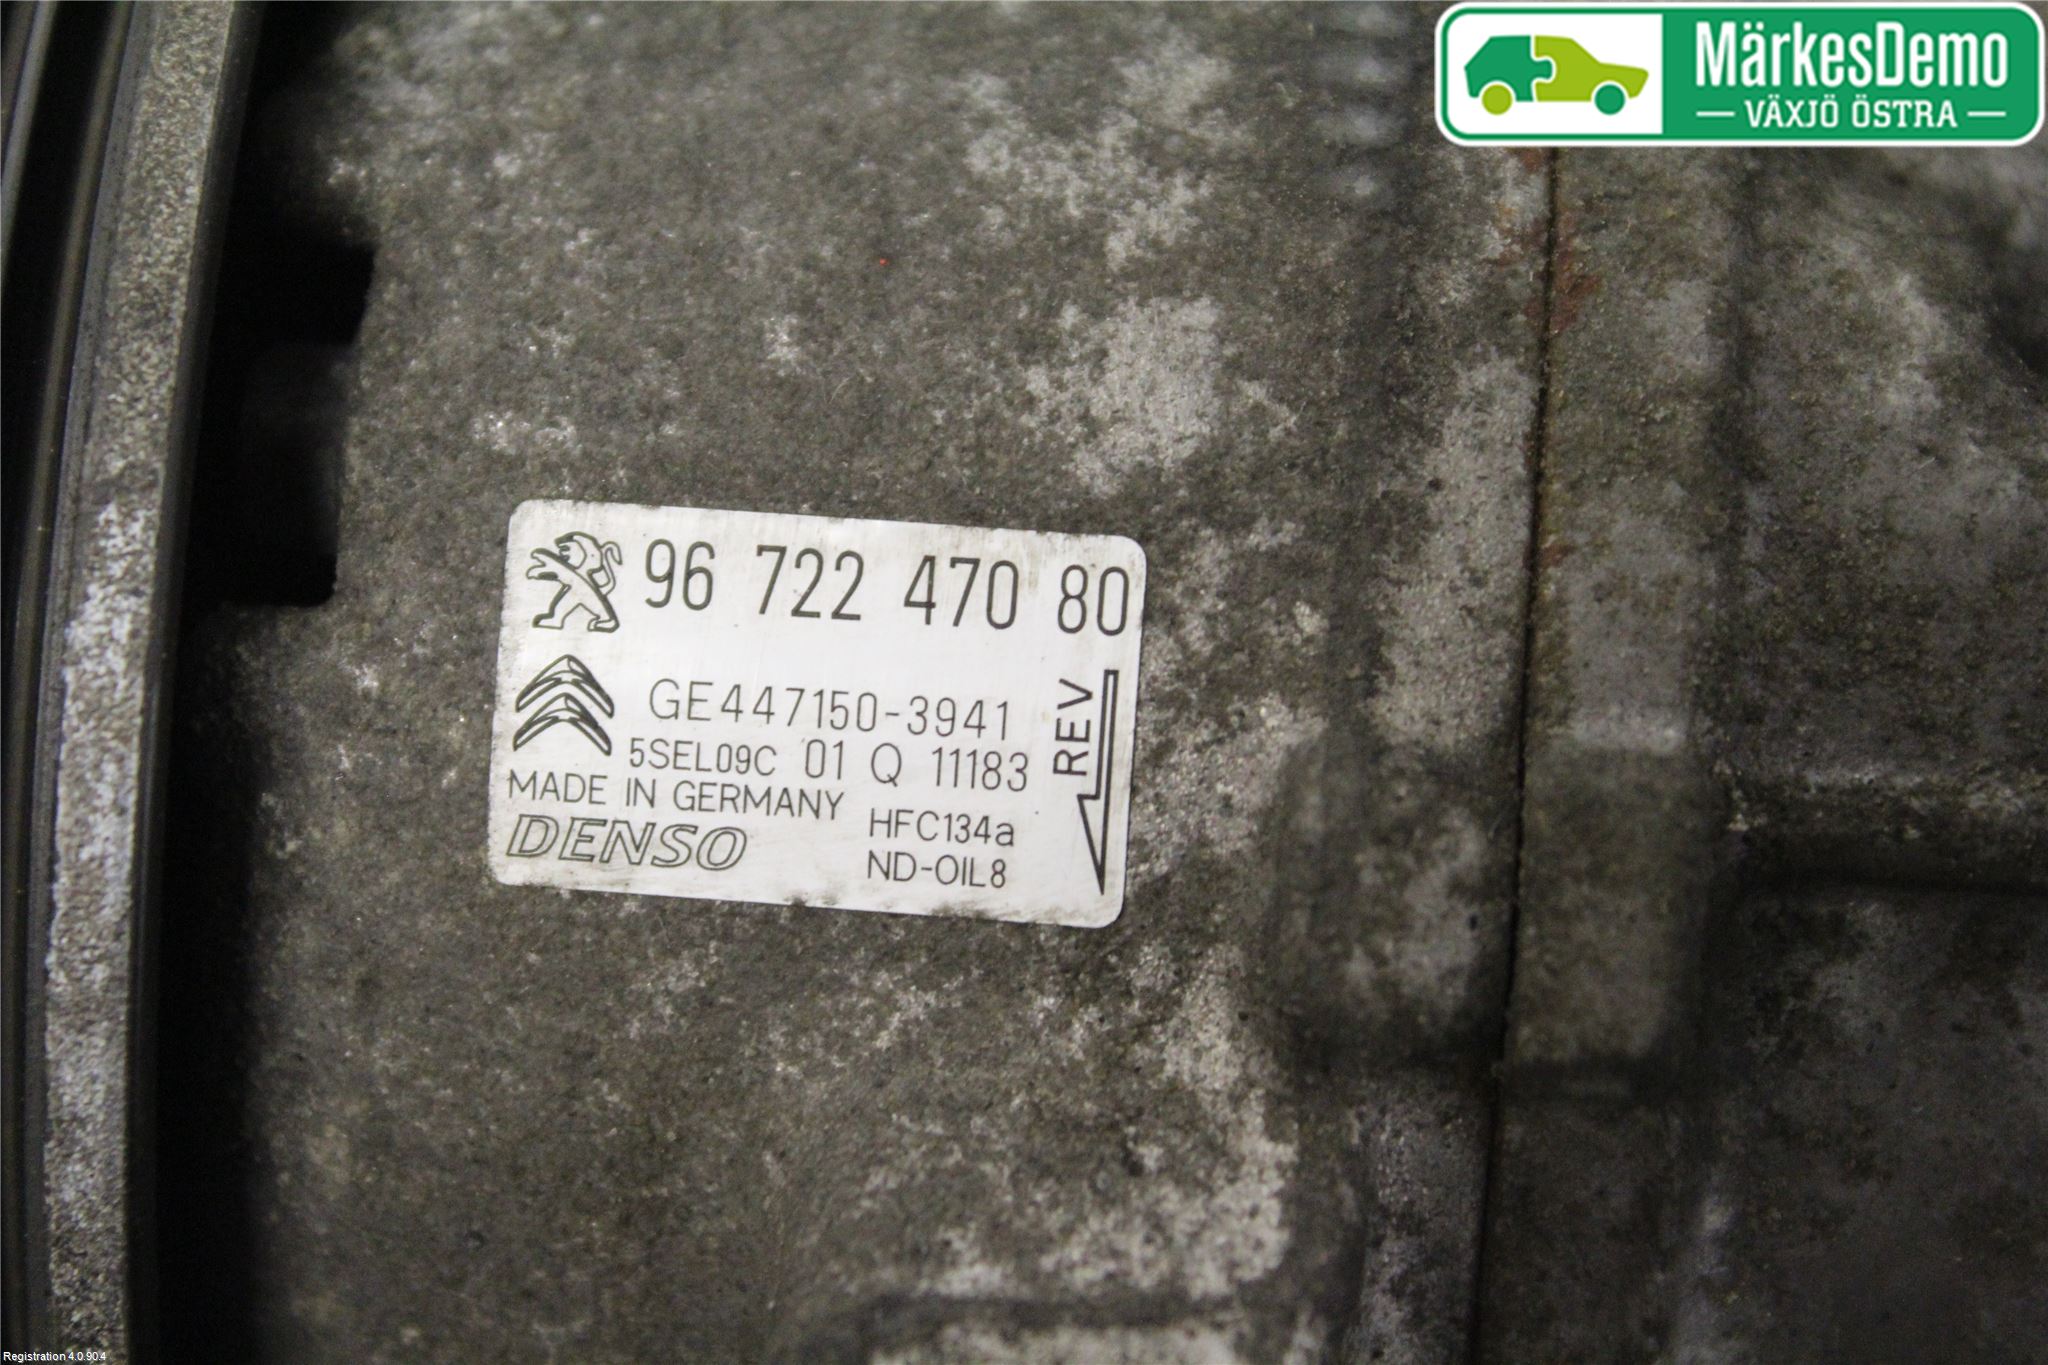 MärkesDemo
VÄXJÖ ÖSTRA
96 722 470 80
GE447150-3941
5SEL09C 01 Q 11183
REV
MADE IN GERMANY
HFC134a
DENSO
ND-OIL8
Registration 4.0.90.4